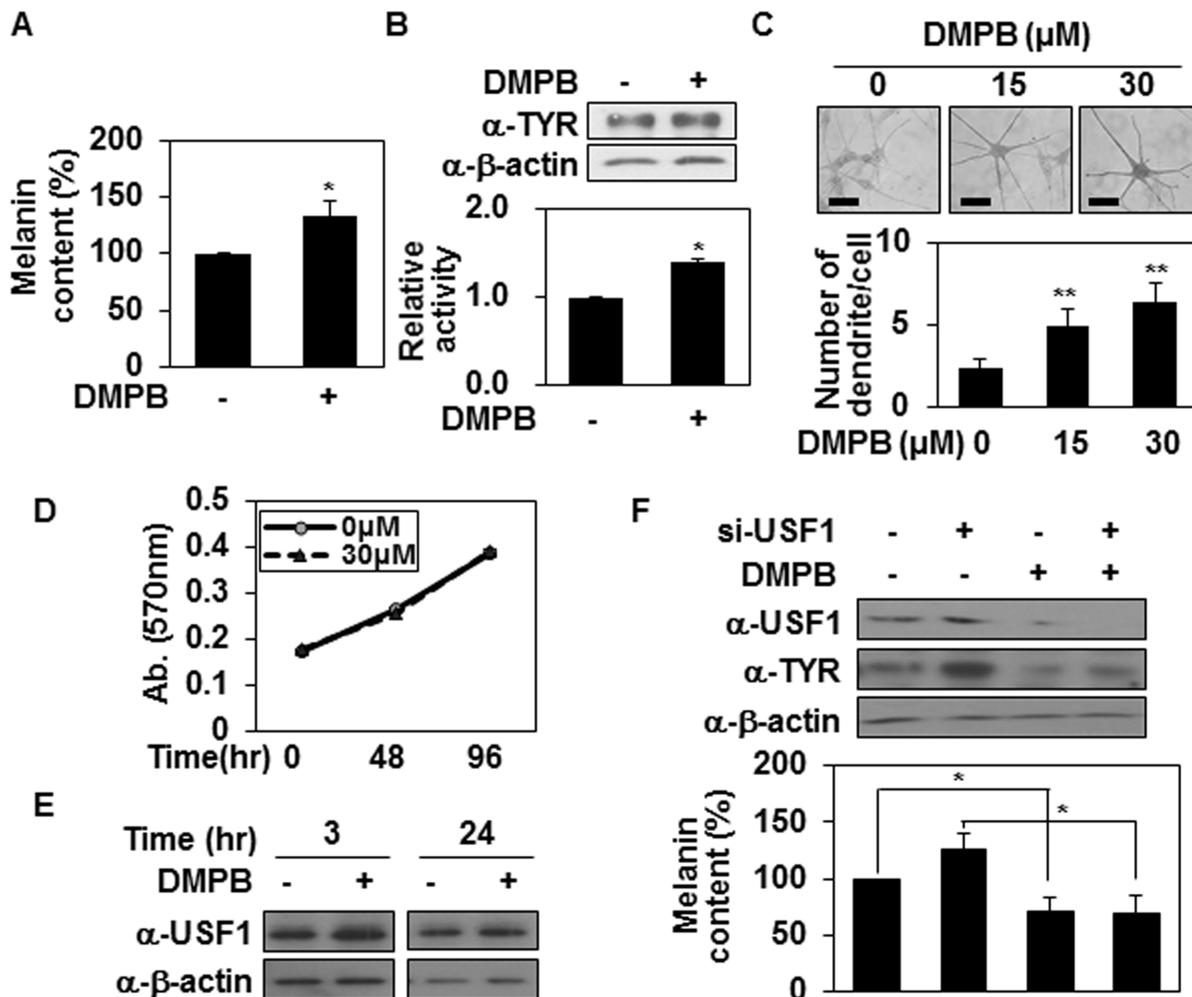 A
Melanin
content (%)
200
150
100
50
0
*
DMPB - +
B
DMPB - +
α-TYR
α-β-actin
Relative
activity
2.0
1.0
0.0
*
DMPB - +
C
DMPB (μM)
0 15 30
Number of
dendrite/cell
10
5
0
** **
DMPB (μM) 0 15 30
D
Ab. (570nm)
0.5
0.4
0.3
0.2
0.1
0
0μM
30μM
Time(hr) 0 48 96
E
Time (hr) 3 24
DMPB - + - +
α-USF1
α-β-actin
F
si-USF1 - + - +
DMPB - - + +
α-USF1
α-TYR
α-β-actin
Melanin
content (%)
200
150
100
50
0
* *